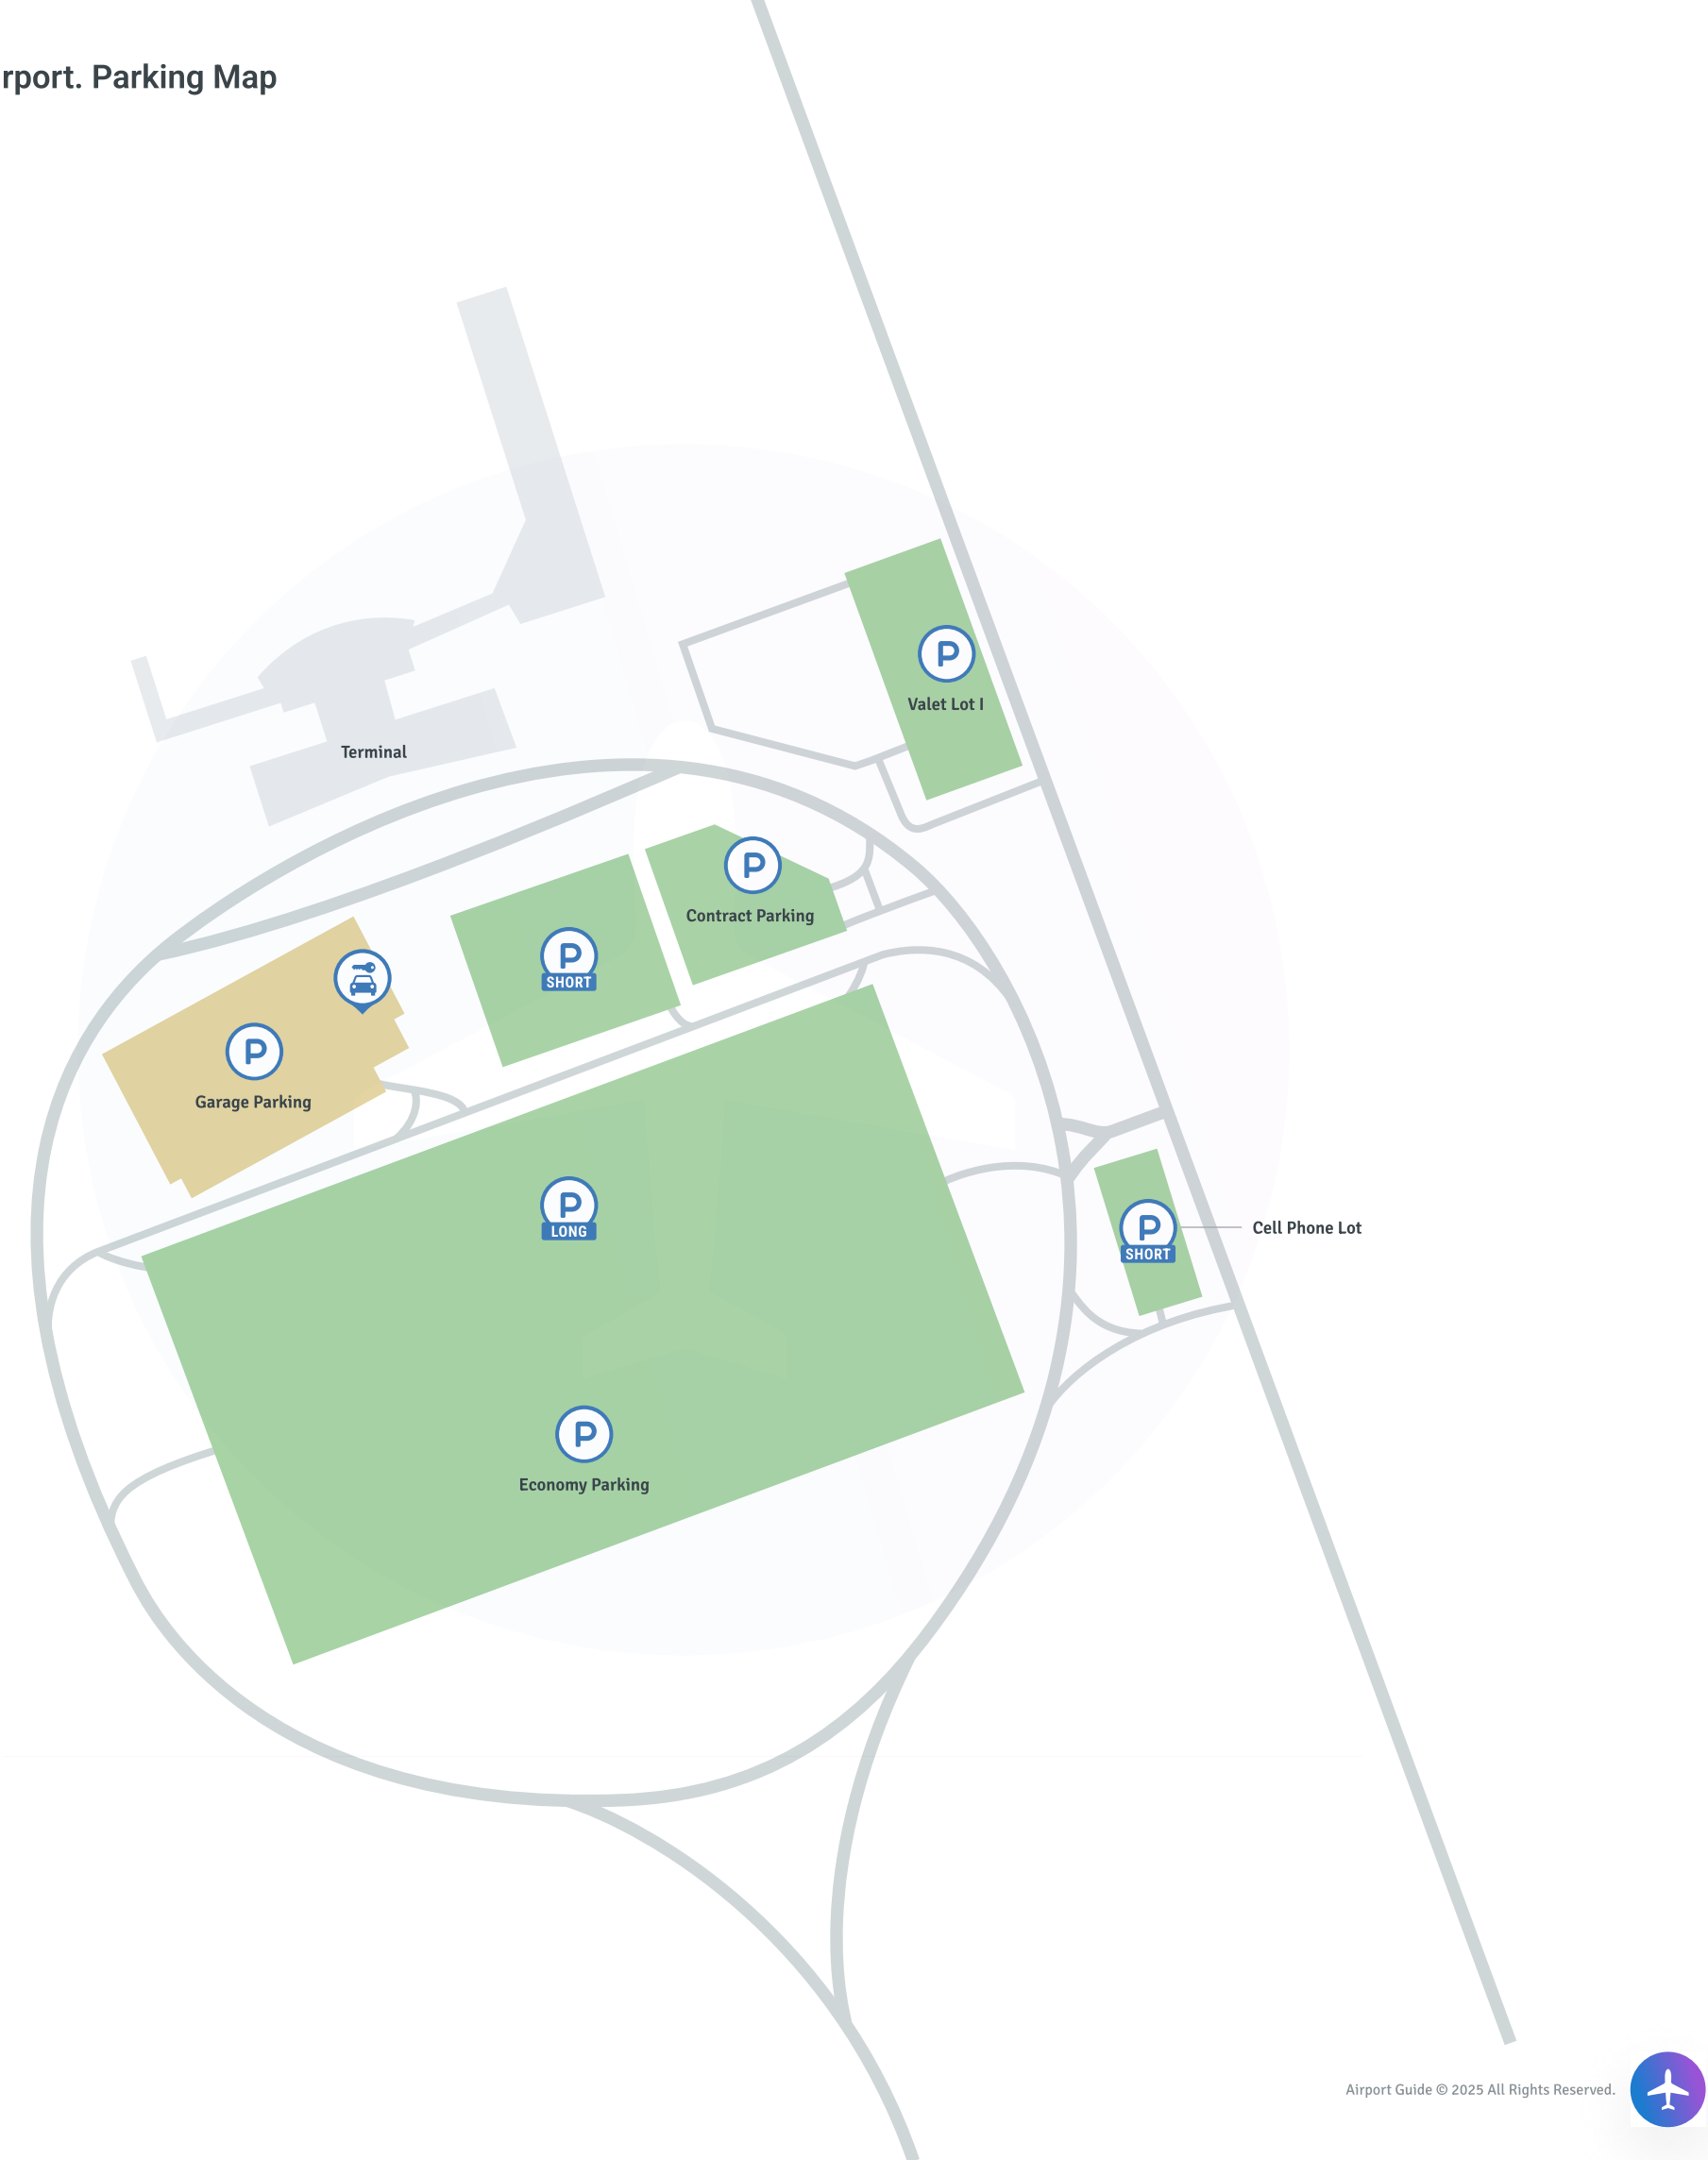 rport. Parking Map
P
Valet Lot I
Terminal
P
Contract Parking
P
SHORT
P
Garage Parking
P
LONG
P
SHORT
Cell Phone Lot
P
Economy Parking
Airport Guide © 2025 All Rights Reserved.